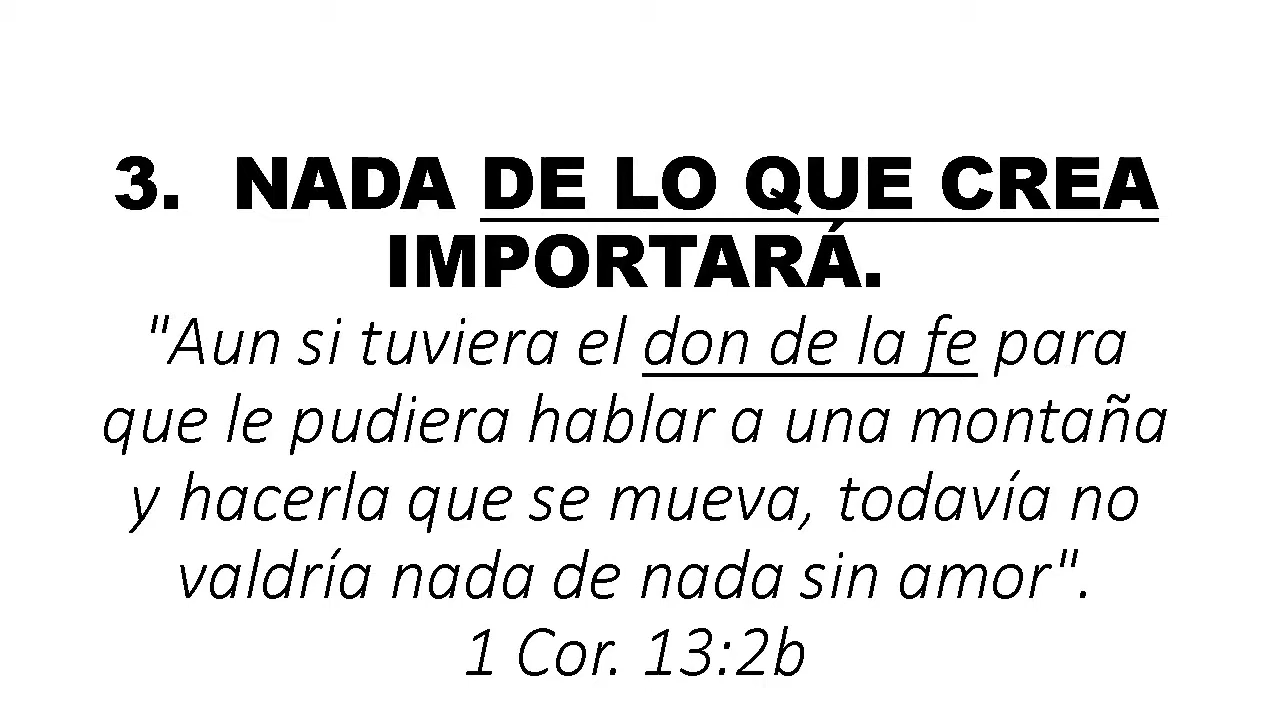 3. NADA DE LO QUE CREA
IMPORTARÁ.
"Aun si tuviera el don de la fe para
que le pudiera hablar a una montaña
y hacerla que se mueva, todavía no
valdría nada de nada sin amor".
1 Cor. 13:2b